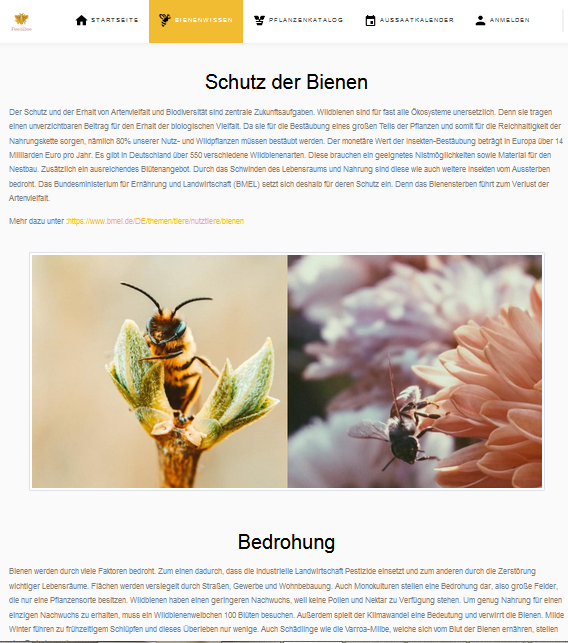 STARTSEITE
BIENENWISSEN
PFLANZENKATALOG
AUSSAATKALENDER
ANMELDEN
Schutz der Bienen
Der Schutz und der Erhalt von Artenvielfalt und Biodiversität sind zentrale Zukunftsaufgaben. Wildbienen sind für fast alle Ökosysteme unersetzlich. Denn sie tragen
einen unverzichtbaren Beitrag für den Erhalt der biologischen Vielfalt. Da sie für die Bestäubung eines großen Teils der Pflanzen und somit für die Reichhaltigkeit der
Nahrungskette sorgen, nämlich 80% unserer Nutz- und Wildpflanzen müssen bestäubt werden. Der monetäre Wert der Insekten-Bestäubung beträgt in Europa über 14
Milliarden Euro pro Jahr. Es gibt in Deutschland über 550 verschiedene Wildbienenarten. Diese brauchen ein geeignetes Nistmöglichkeiten sowie Material für den
Nestbau. Zusätzlich ein ausreichendes Blütenangebot. Durch das Schwinden des Lebensraums und Nahrung sind diese wie auch weitere Insekten vom Aussterben
bedroht. Das Bundesministerium für Ernährung und Landwirtschaft (BMEL) setzt sich deshalb für deren Schutz ein. Denn das Bienensterben führt zum Verlust der
Artenvielfalt.
Mehr dazu unter :https://www.bmel.de/DE/themen/tiere/nutztiere/bienen
Bedrohung
Bienen werden durch viele Faktoren bedroht. Zum einen dadurch, dass die industrielle Landwirtschaft Pestizide einsetzt und zum anderen durch die Zerstörung
wichtiger Lebensräume. Flächen werden versiegelt durch Straßen, Gewerbe und Wohnbebauung. Auch Monokulturen stellen eine Bedrohung dar, also große Felder,
die nur eine Pflanzensorte besitzen. Wildbienen haben einen geringeren Nachwuchs, weil keine Pollen und Nektar zu Verfügung stehen. Um genug Nahrung für einen
einzigen Nachwuchs zu erhalten, muss ein Wildbienenweibchen 100 Blüten besuchen. Außerdem spielt der Klimawandel eine Bedeutung und verwirrt die Bienen. Milde
Winter führen zu frühzeitigem Schlüpfen und dieses Überleben nur wenige. Auch Schädlinge wie die Varroa-Milbe, welche sich vom Blut der Bienen ernähren, stellen